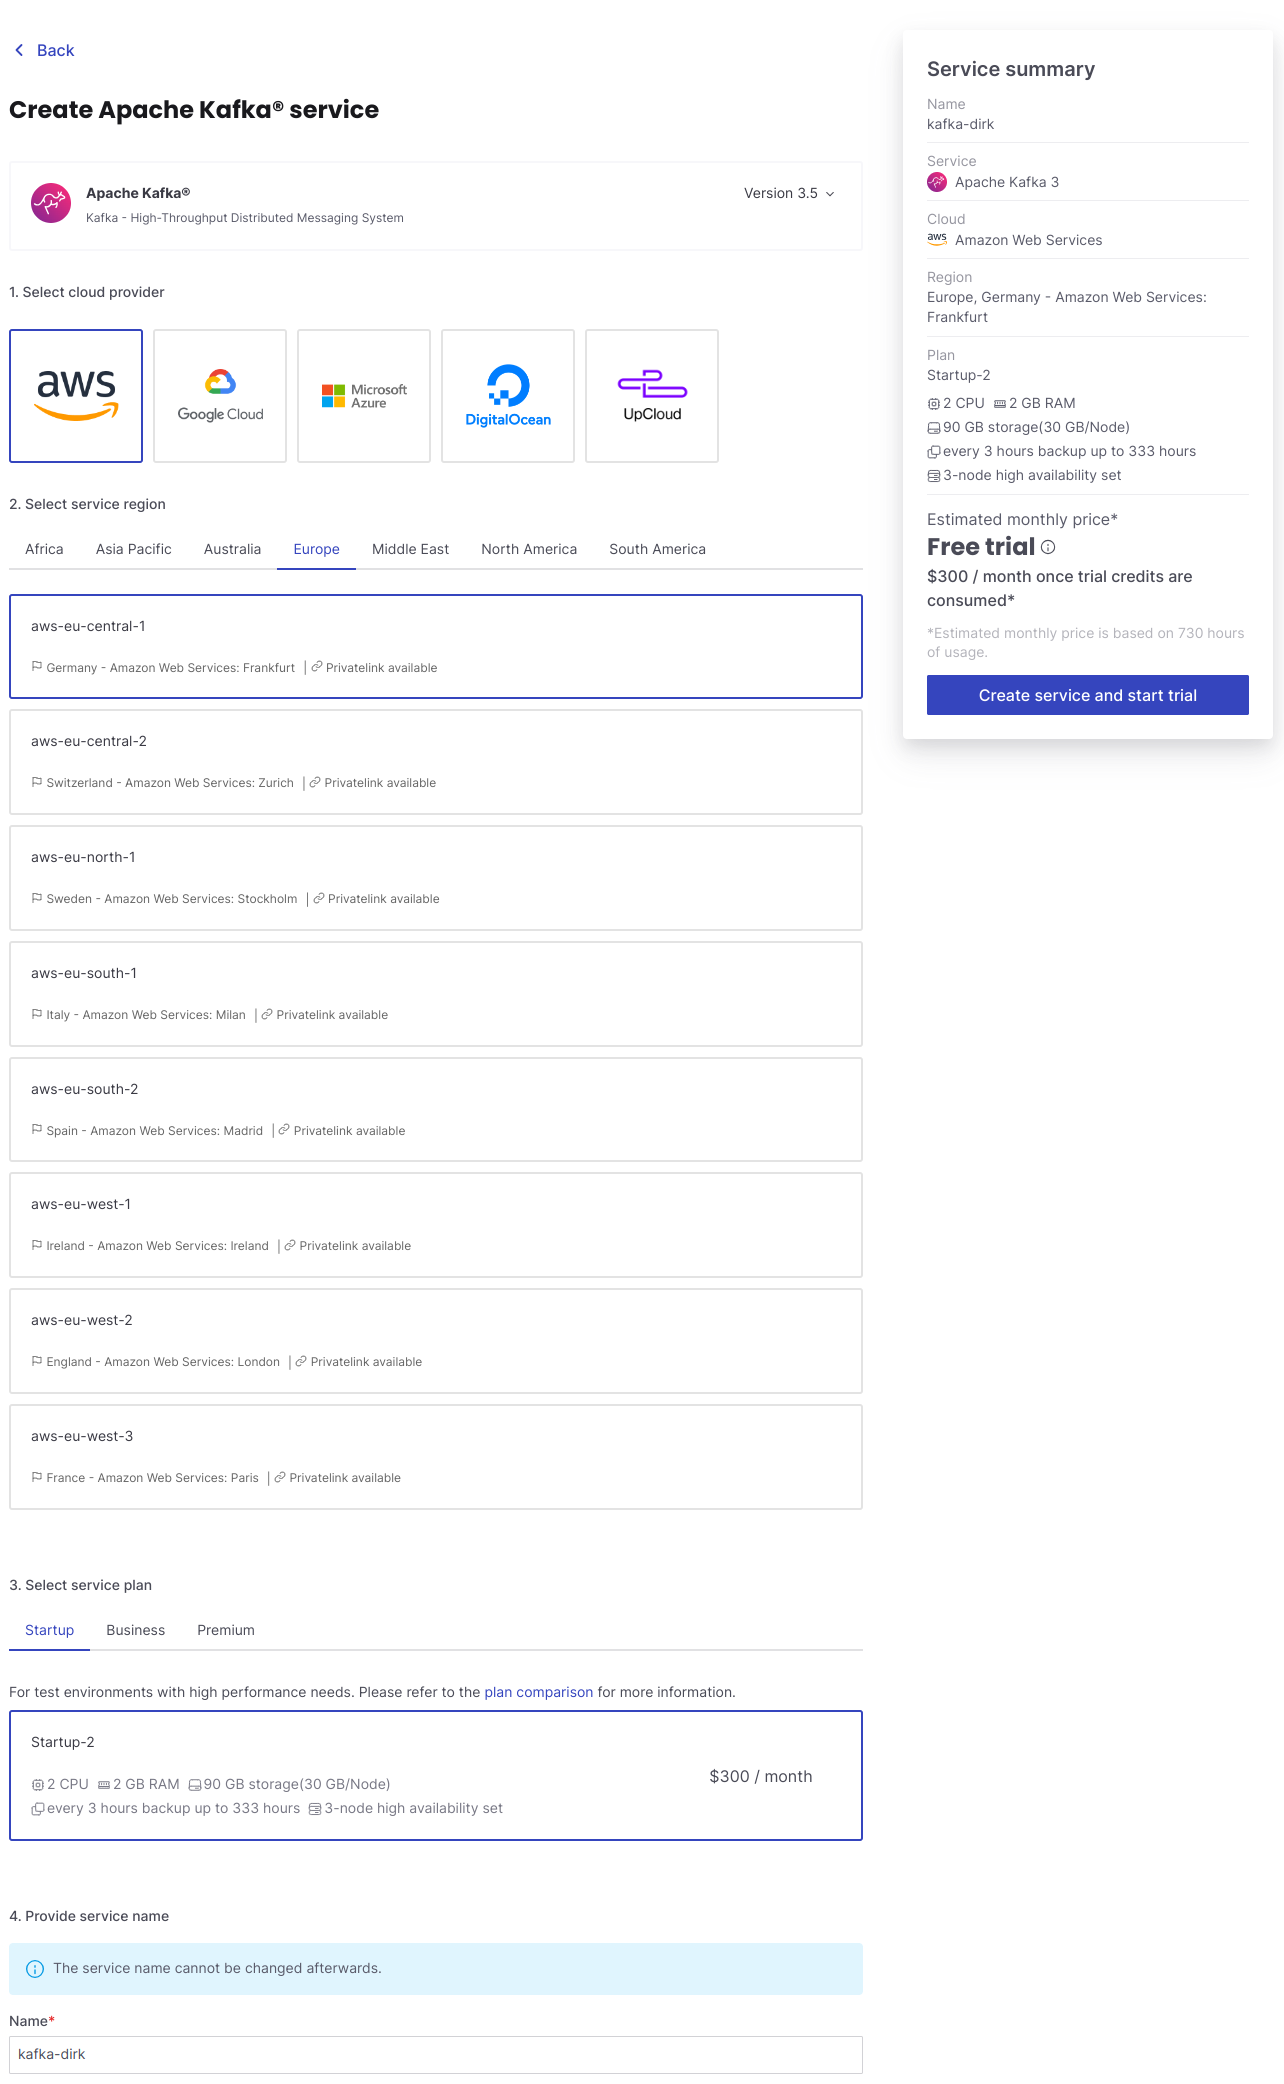 Back
Create Apache Kafka® service
Apache Kafka®
Kafka - High-Throughput Distributed Messaging System
Version 3.5
1. Select cloud provider
aws
Google Cloud
Microsoft
Azure
DigitalOcean
UpCloud
2. Select service region
Africa Asia Pacific Australia Europe Middle East North America South America
aws-eu-central-1
Germany - Amazon Web Services: Frankfurt | Privatelink available
aws-eu-central-2
Switzerland - Amazon Web Services: Zurich | Privatelink available
aws-eu-north-1
Sweden - Amazon Web Services: Stockholm | Privatelink available
aws-eu-south-1
Italy - Amazon Web Services: Milan | Privatelink available
aws-eu-south-2
Spain - Amazon Web Services: Madrid | Privatelink available
aws-eu-west-1
Ireland - Amazon Web Services: Ireland | Privatelink available
aws-eu-west-2
England - Amazon Web Services: London | Privatelink available
aws-eu-west-3
France - Amazon Web Services: Paris | Privatelink available
3. Select service plan
Startup Business Premium
For test environments with high performance needs. Please refer to the plan comparison for more information.
Startup-2
2 CPU 2 GB RAM 90 GB storage(30 GB/Node)
every 3 hours backup up to 333 hours 3-node high availability set
$300 / month
4. Provide service name
The service name cannot be changed afterwards.
Name*
kafka-dirk
Service summary
Name
kafka-dirk
Service
Apache Kafka 3
Cloud
aws Amazon Web Services
Region
Europe, Germany - Amazon Web Services:
Frankfurt
Plan
Startup-2
2 CPU 2 GB RAM
90 GB storage(30 GB/Node)
every 3 hours backup up to 333 hours
3-node high availability set
Estimated monthly price*
Free trial
$300 / month once trial credits are
consumed*
*Estimated monthly price is based on 730 hours
of usage.
Create service and start trial